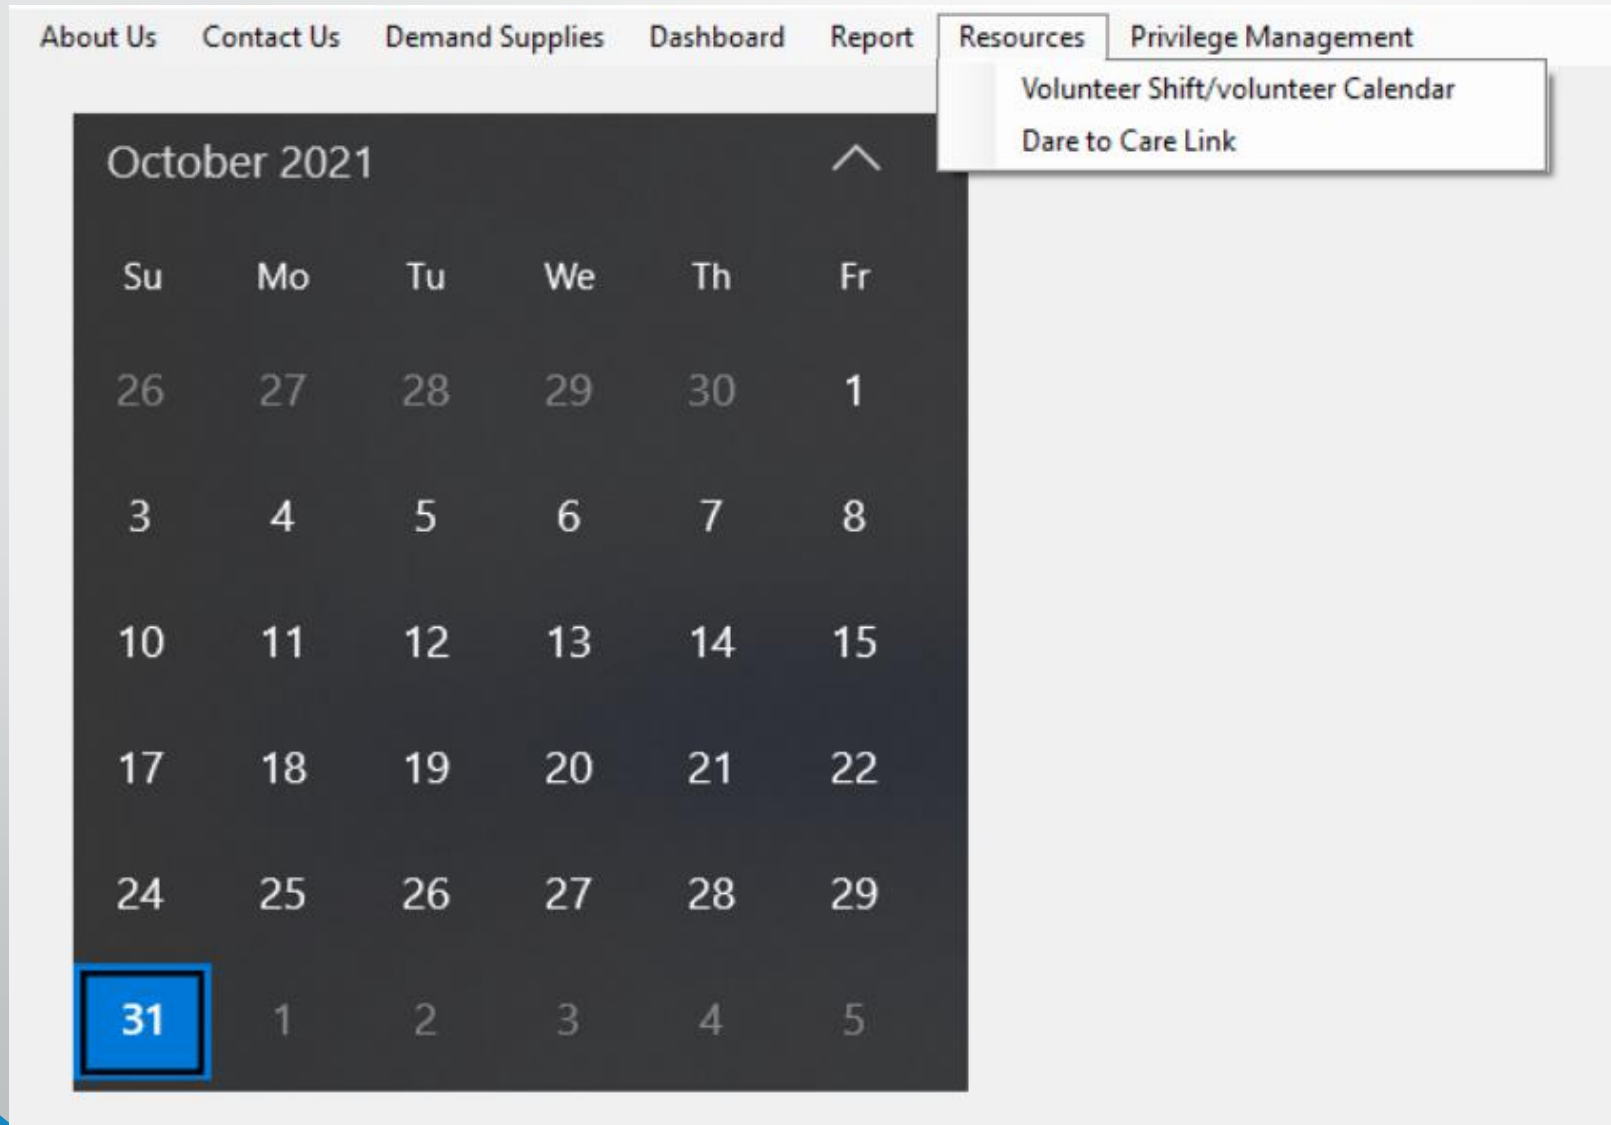 About Us Contact Us Demand Supplies Dashboard Report Resources Privilege Management
Volunteer Shift/volunteer Calendar
Dare to Care Link
October 2021
Su Mo Tu We Th Fr
26 27 28 29 30 1
3 4 5 6 7 8
10 11 12 13 14 15
17 18 19 20 21 22
24 25 26 27 28 29
31 1 2 3 4 5